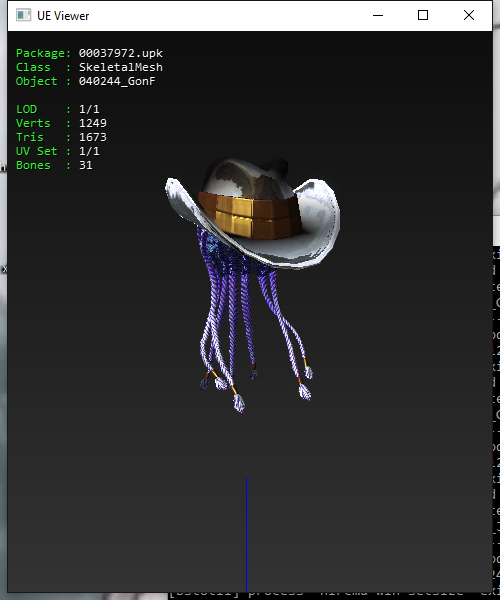 UE Viewer
Package: 00037972.upk
Class  : SkeletalMesh
Object : 040244_GonF
LOD    : 1/1
Verts  : 1249
Tris   : 1673
UV Set : 1/1
Bones  : 31